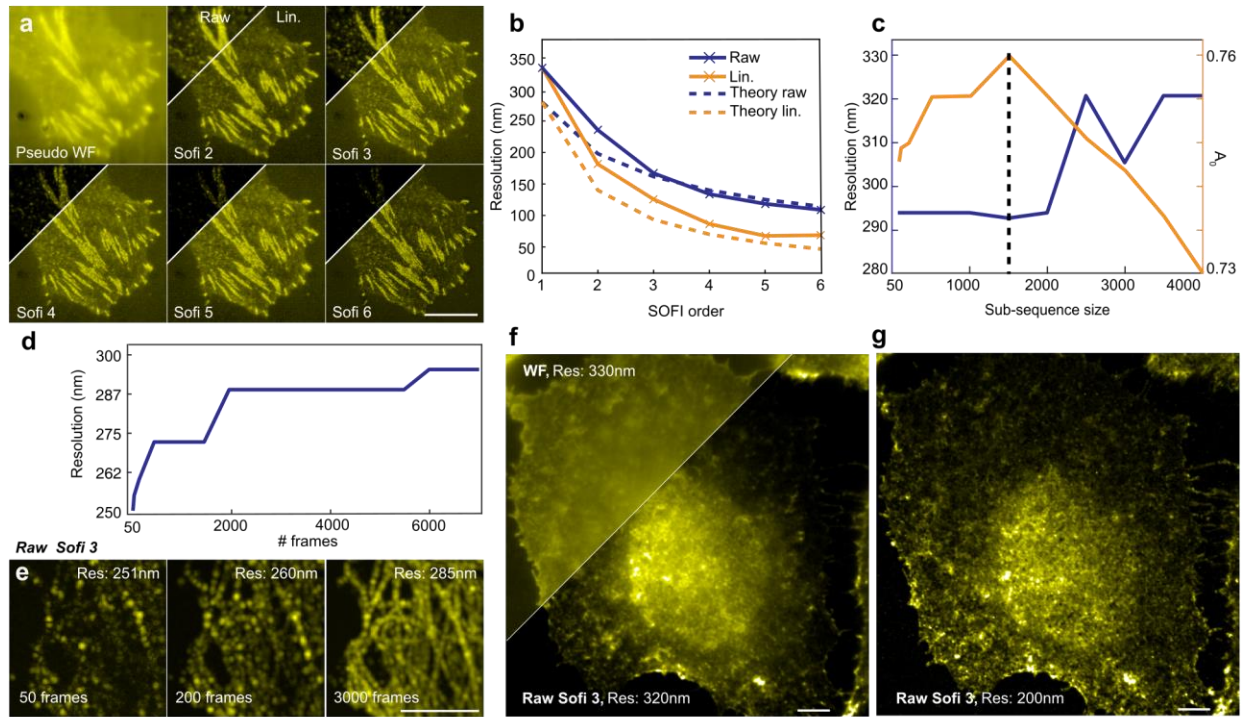 a
Raw
Lin.
Pseudo WF
Sofi 2
Sofi 3
Sofi 4
Sofi 5
Sofi 6
b
Resolution (nm)
350
300
250
200
150
100
50
0
Raw
Lin.
Theory raw
Theory lin.
1 2 3 4 5 6
SOFI order
c
Resolution (nm)
330
320
310
300
290
280
0.76
A₀
0.73
50 1000 2000 3000 4000
Sub-sequence size
d
Resolution (nm)
300
287
275
262
250
50 2000 4000 6000
# frames
Raw Sofi 3
e
Res: 251nm
50 frames
Res: 260nm
200 frames
Res: 285nm
3000 frames
f
WF, Res: 330nm
Raw Sofi 3, Res: 320nm
g
Raw Sofi 3, Res: 200nm